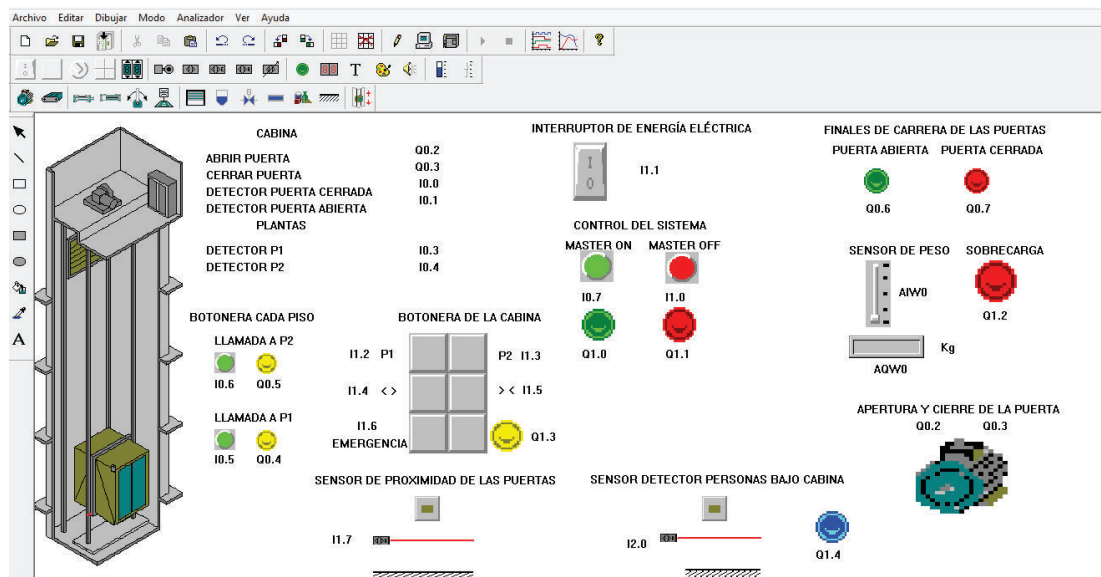 Archivo Editar Dibujar Modo Analizador Ver Ayuda
T
A
CABINA
ABRIR PUERTA Q0.2
CERRAR PUERTA Q0.3
DETECTOR PUERTA CERRADA I0.0
DETECTOR PUERTA ABIERTA I0.1
PLANTAS
DETECTOR P1 I0.3
DETECTOR P2 I0.4
BOTONERA CADA PISO
LLAMADA A P2
I0.6 Q0.5
LLAMADA A P1
I0.5 Q0.4
BOTONERA DE LA CABINA
I1.2 P1 P2 I1.3
I1.4 < > > < I1.5
I1.6
EMERGENCIA Q1.3
INTERRUPTOR DE ENERGÍA ELÉCTRICA
I
0
I1.1
CONTROL DEL SISTEMA
MASTER ON MASTER OFF
I0.7 I1.0
Q1.0 Q1.1
FINALES DE CARRERA DE LAS PUERTAS
PUERTA ABIERTA PUERTA CERRADA
Q0.6 Q0.7
SENSOR DE PESO SOBRECARGA
AIW0
Q1.2
Kg
AQW0
APERTURA Y CIERRE DE LA PUERTA
Q0.2 Q0.3
SENSOR DE PROXIMIDAD DE LAS PUERTAS
I1.7
SENSOR DETECTOR PERSONAS BAJO CABINA
I2.0
Q1.4